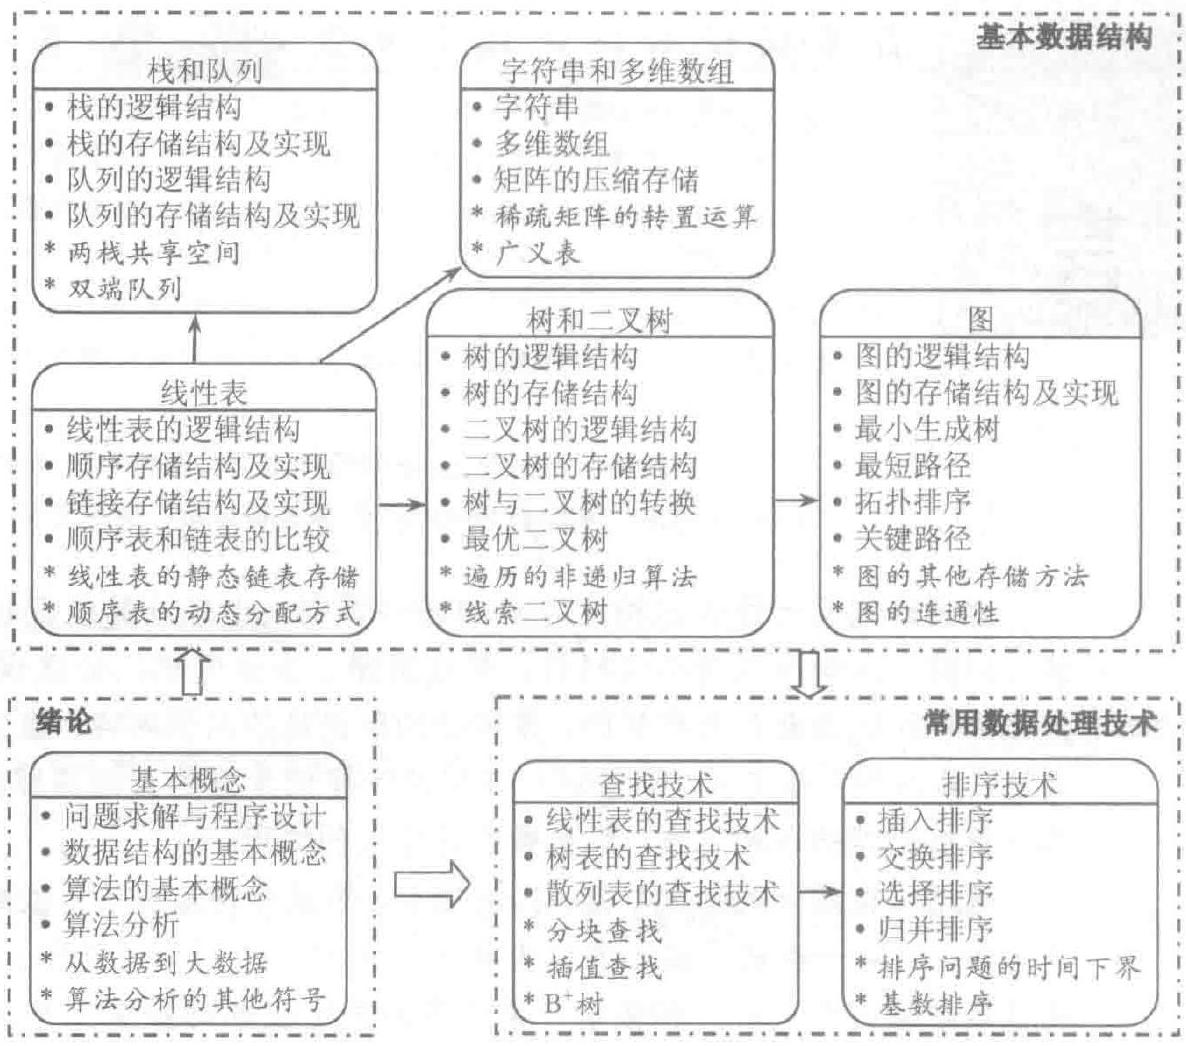 基本数据结构
栈和队列
• 栈的逻辑结构
• 栈的存储结构及实现
• 队列的逻辑结构
• 队列的存储结构及实现
* 两栈共享空间
* 双端队列
字符串和多维数组
• 字符串
• 多维数组
• 矩阵的压缩存储
* 稀疏矩阵的转置运算
* 广义表
线性表
• 线性表的逻辑结构
• 顺序存储结构及实现
• 链接存储结构及实现
• 顺序表和链表的比较
* 线性表的静态链表存储
* 顺序表的动态分配方式
树和二叉树
• 树的逻辑结构
• 树的存储结构
• 二叉树的逻辑结构
• 二叉树的存储结构
• 树与二叉树的转换
• 最优二叉树
* 遍历的非递归算法
* 线索二叉树
图
• 图的逻辑结构
• 图的存储结构及实现
• 最小生成树
• 最短路径
• 拓扑排序
• 关键路径
* 图的其他存储方法
* 图的连通性
绪论
基本概念
• 问题求解与程序设计
• 数据结构的基本概念
• 算法的基本概念
• 算法分析
* 从数据到大数据
* 算法分析的其他符号
常用数据处理技术
查找技术
• 线性表的查找技术
• 树表的查找技术
• 散列表的查找技术
* 分块查找
* 插值查找
* B⁺树
排序技术
• 插入排序
• 交换排序
• 选择排序
• 归并排序
* 排序问题的时间下界
* 基数排序